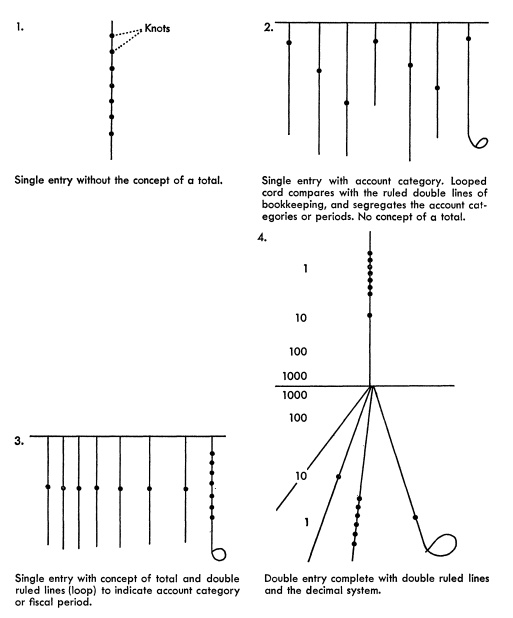 1.
Knots
Single entry without the concept of a total.
2.
Single entry with account category. Looped
cord compares with the ruled double lines of
bookkeeping, and segregates the account cat-
egories or periods. No concept of a total.
3.
Single entry with concept of total and double
ruled lines (loop) to indicate account category
or fiscal period.
4.
1
10
100
1000
1000
100
10
1
Double entry complete with double ruled lines
and the decimal system.